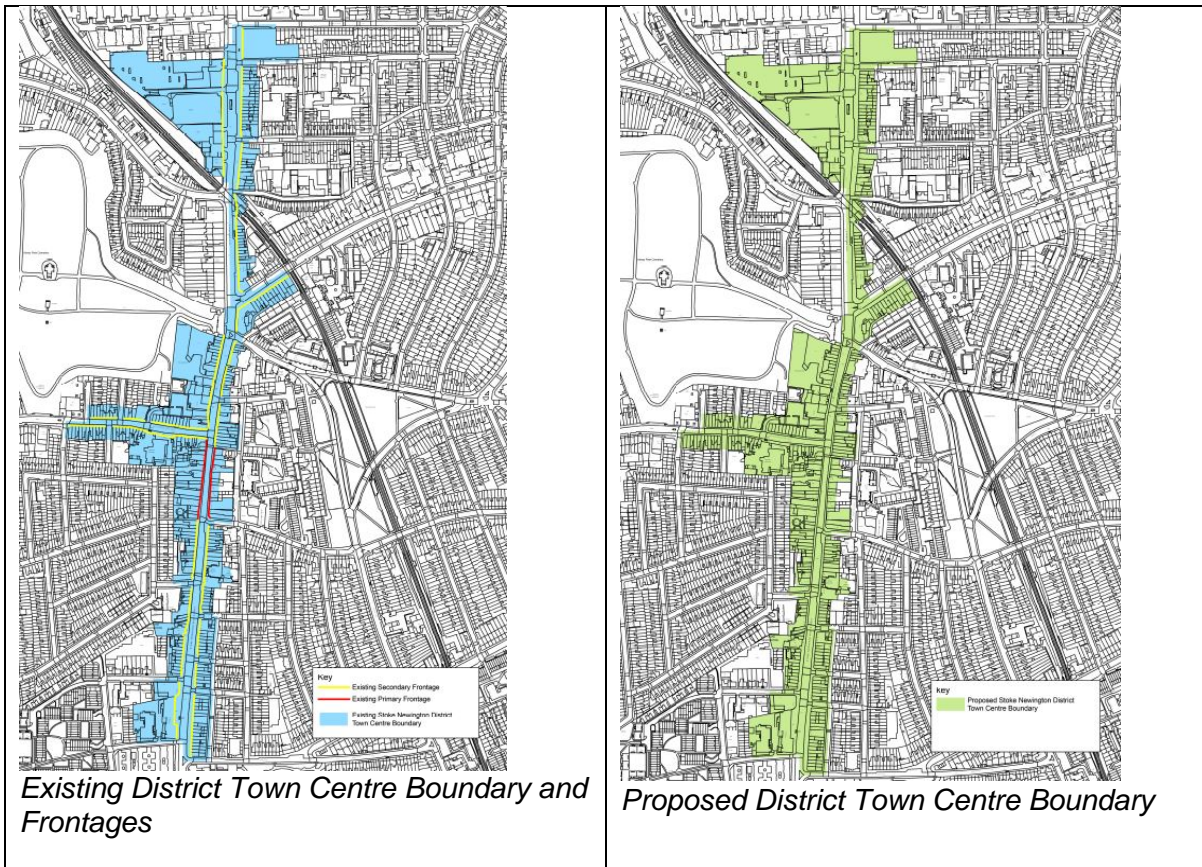 Key
Existing Secondary Frontage
Existing Primary Frontage
Existing Stoke Newington District
Town Centre Boundary
Existing District Town Centre Boundary and
Frontages
key
Proposed Stoke Newington District
Town Centre Boundary
Proposed District Town Centre Boundary